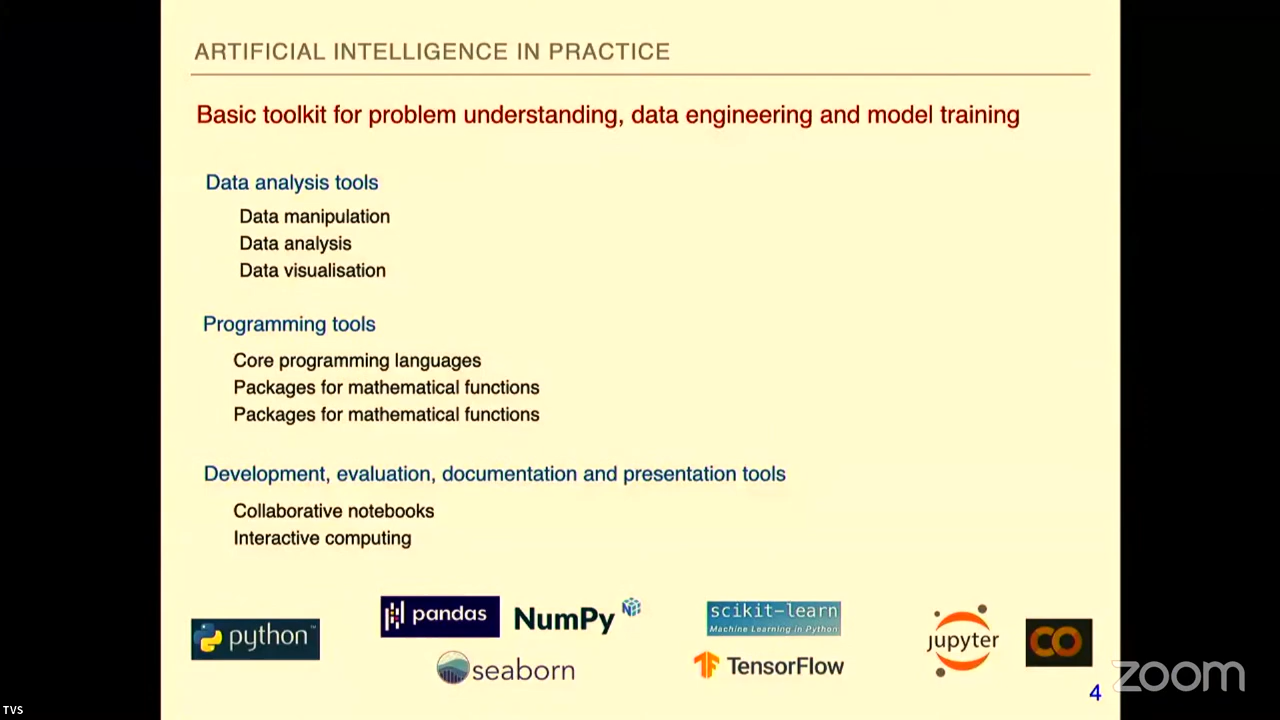 ARTIFICIAL INTELLIGENCE IN PRACTICE
Basic toolkit for problem understanding, data engineering and model training
Data analysis tools
Data manipulation
Data analysis
Data visualisation
Programming tools
Core programming languages
Packages for mathematical functions
Packages for mathematical functions
Development, evaluation, documentation and presentation tools
Collaborative notebooks
Interactive computing
python™
pandas
NumPy
seaborn
scikit-learn
Machine Learning in Python
TensorFlow
jupyter
CO
4
zoom
TVS